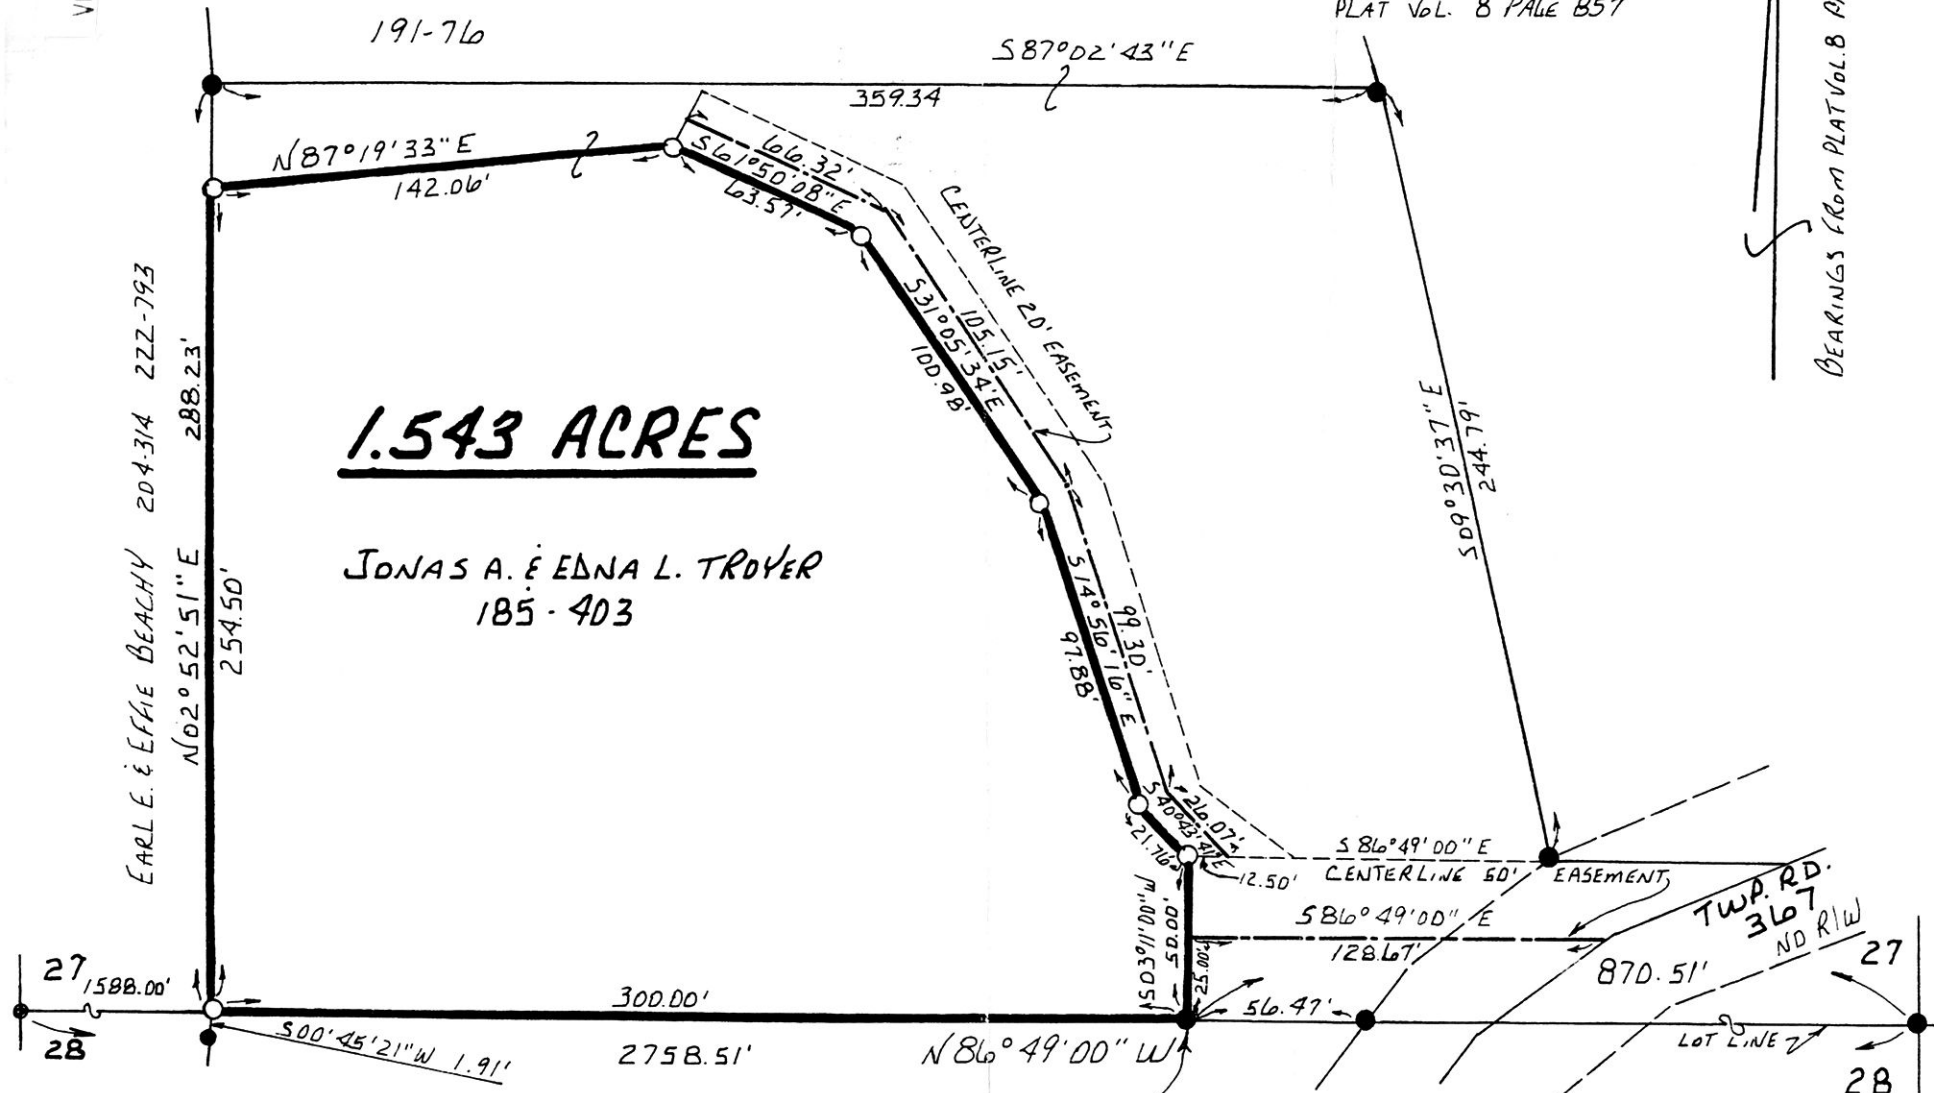 PLAT VOL. 8 PAGE 857
191-76
S87°02'43"E
359.34
N87°19'33"E
142.06'
66.32'
S61°50'08"E
63.57'
CENTERLINE 20' EASEMENT
105.15'
S31°05'34"E
100.98'
BEARINGS FROM PLAT VOL. 8
EARL E. & EFFIE BEACHY 204-314 222-793
288.23'
N02°52'51"E
254.50'
1.543 ACRES
JONAS A. & EDNA L. TROYER
185-403
S09°30'37"E
244.79'
99.30'
S14°56'16"E
97.88'
26.07'
S40°43'41"E
21.76'
12.50'
S86°49'00"E
CENTERLINE 50' EASEMENT
S86°49'00"E
128.67'
S03°11'00"W
50.00'
25.00'
TWP. RD.
367
NO R/W
27
1588.00'
28
S00°45'21"W 1.91'
300.00'
2758.51'
N86°49'00"W
56.47'
870.51'
27
LOT LINE
28